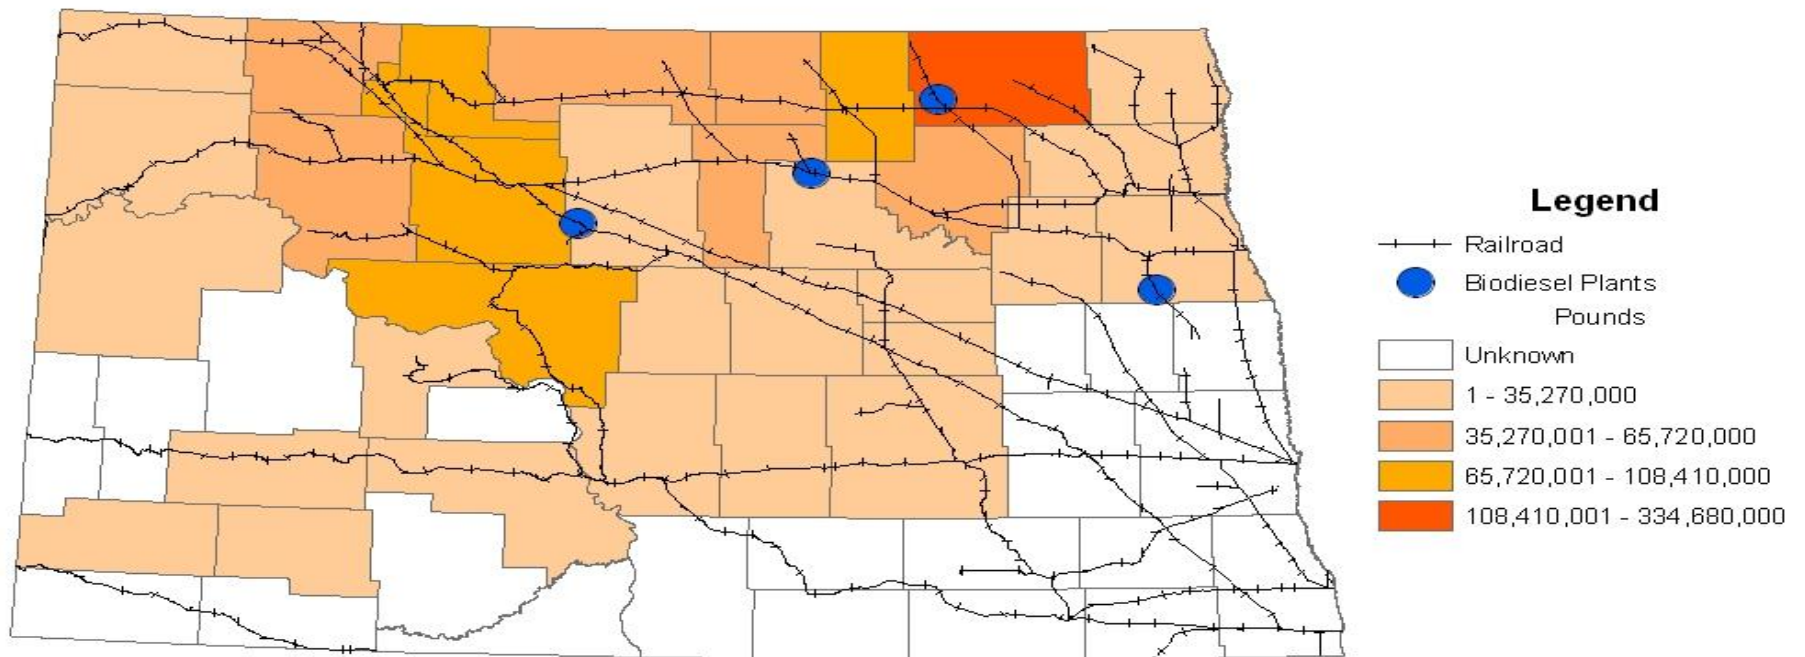 Legend
Railroad
Biodiesel Plants
Pounds
Unknown
1 - 35,270,000
35,270,001 - 65,720,000
65,720,001 - 108,410,000
108,410,001 - 334,680,000